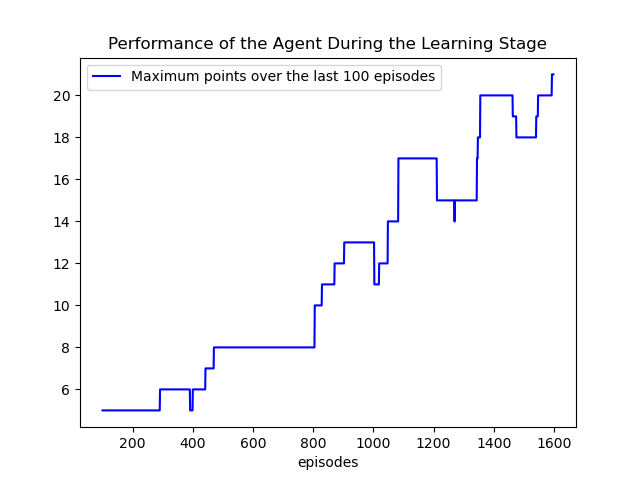 Performance of the Agent During the Learning Stage
Maximum points over the last 100 episodes
20
18
16
14
12
10
8
6
200 400 600 800 1000 1200 1400 1600
episodes